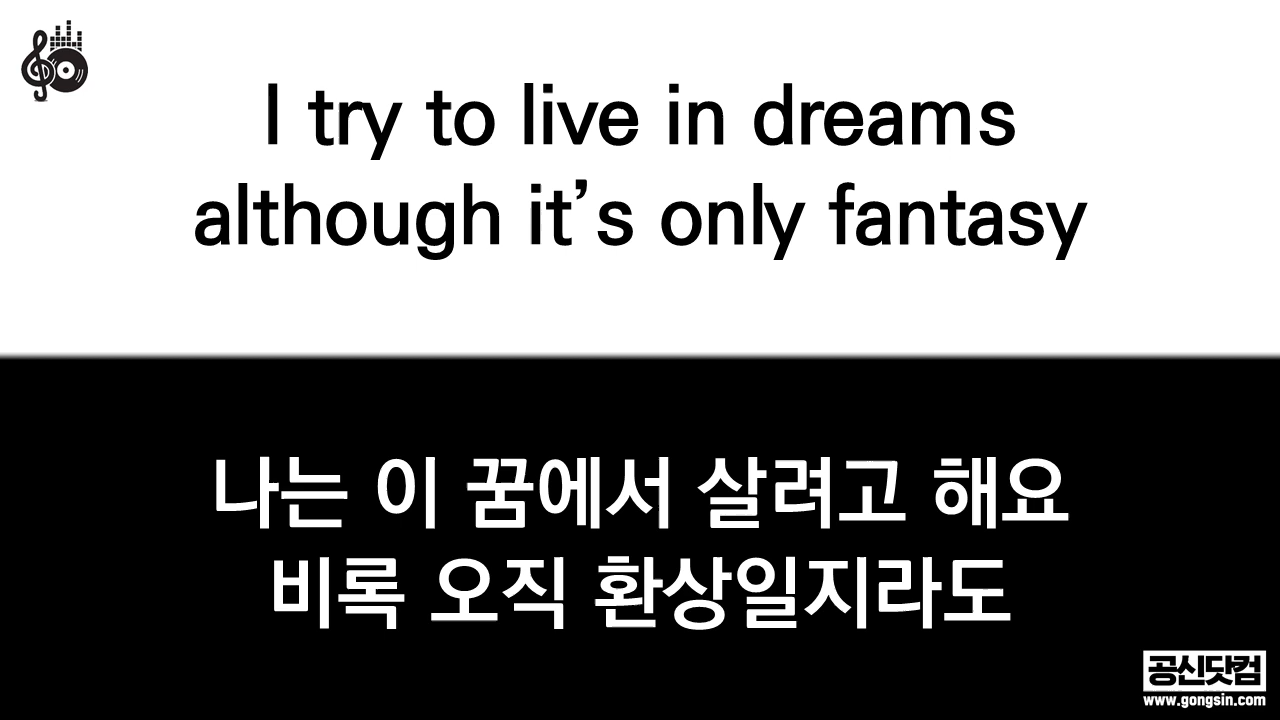 I try to live in dreams
although it’s only fantasy
나는 이 꿈에서 살려고 해요
비록 오직 환상일지라도
공신닷컴
www.gongsin.com